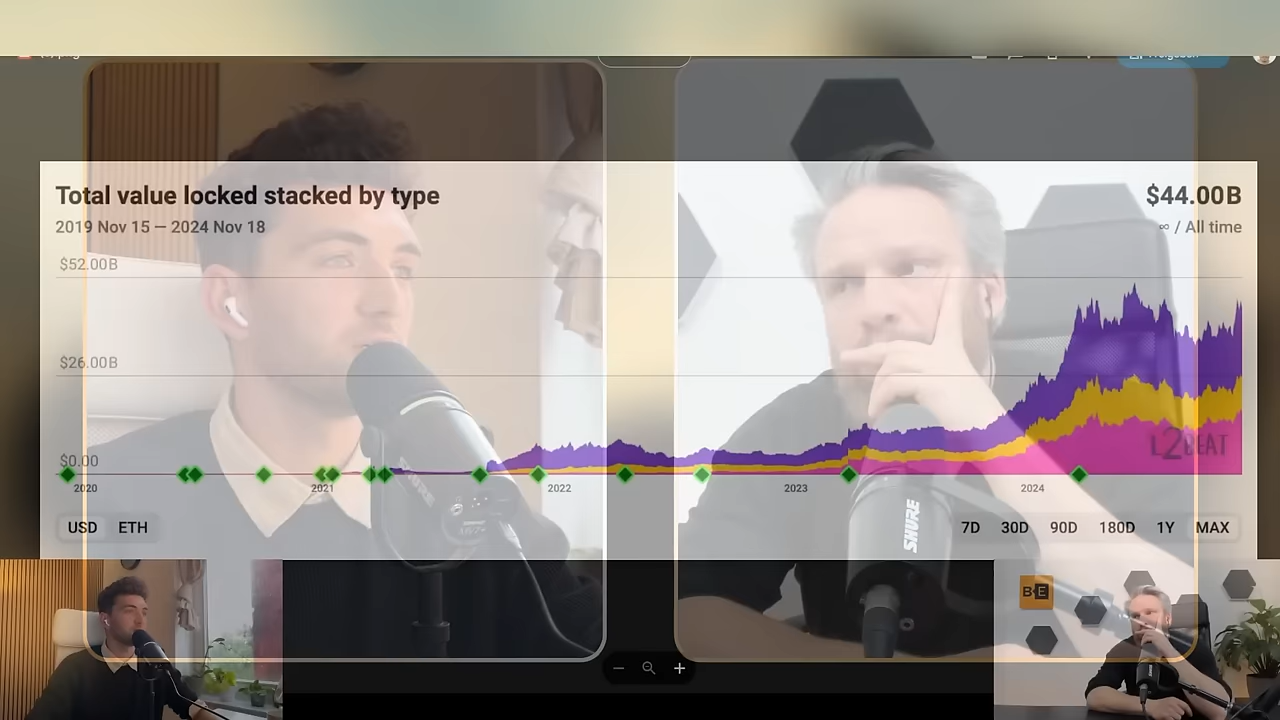 Total value locked stacked by type
$44.00B
2019 Nov 15 — 2024 Nov 18
∞ / All time
$52.00B
$26.00B
$0.00
L2BEAT
2020
2021
2022
2023
2024
USD ETH
7D 30D 90D 180D 1Y MAX
SHURE
SHURE